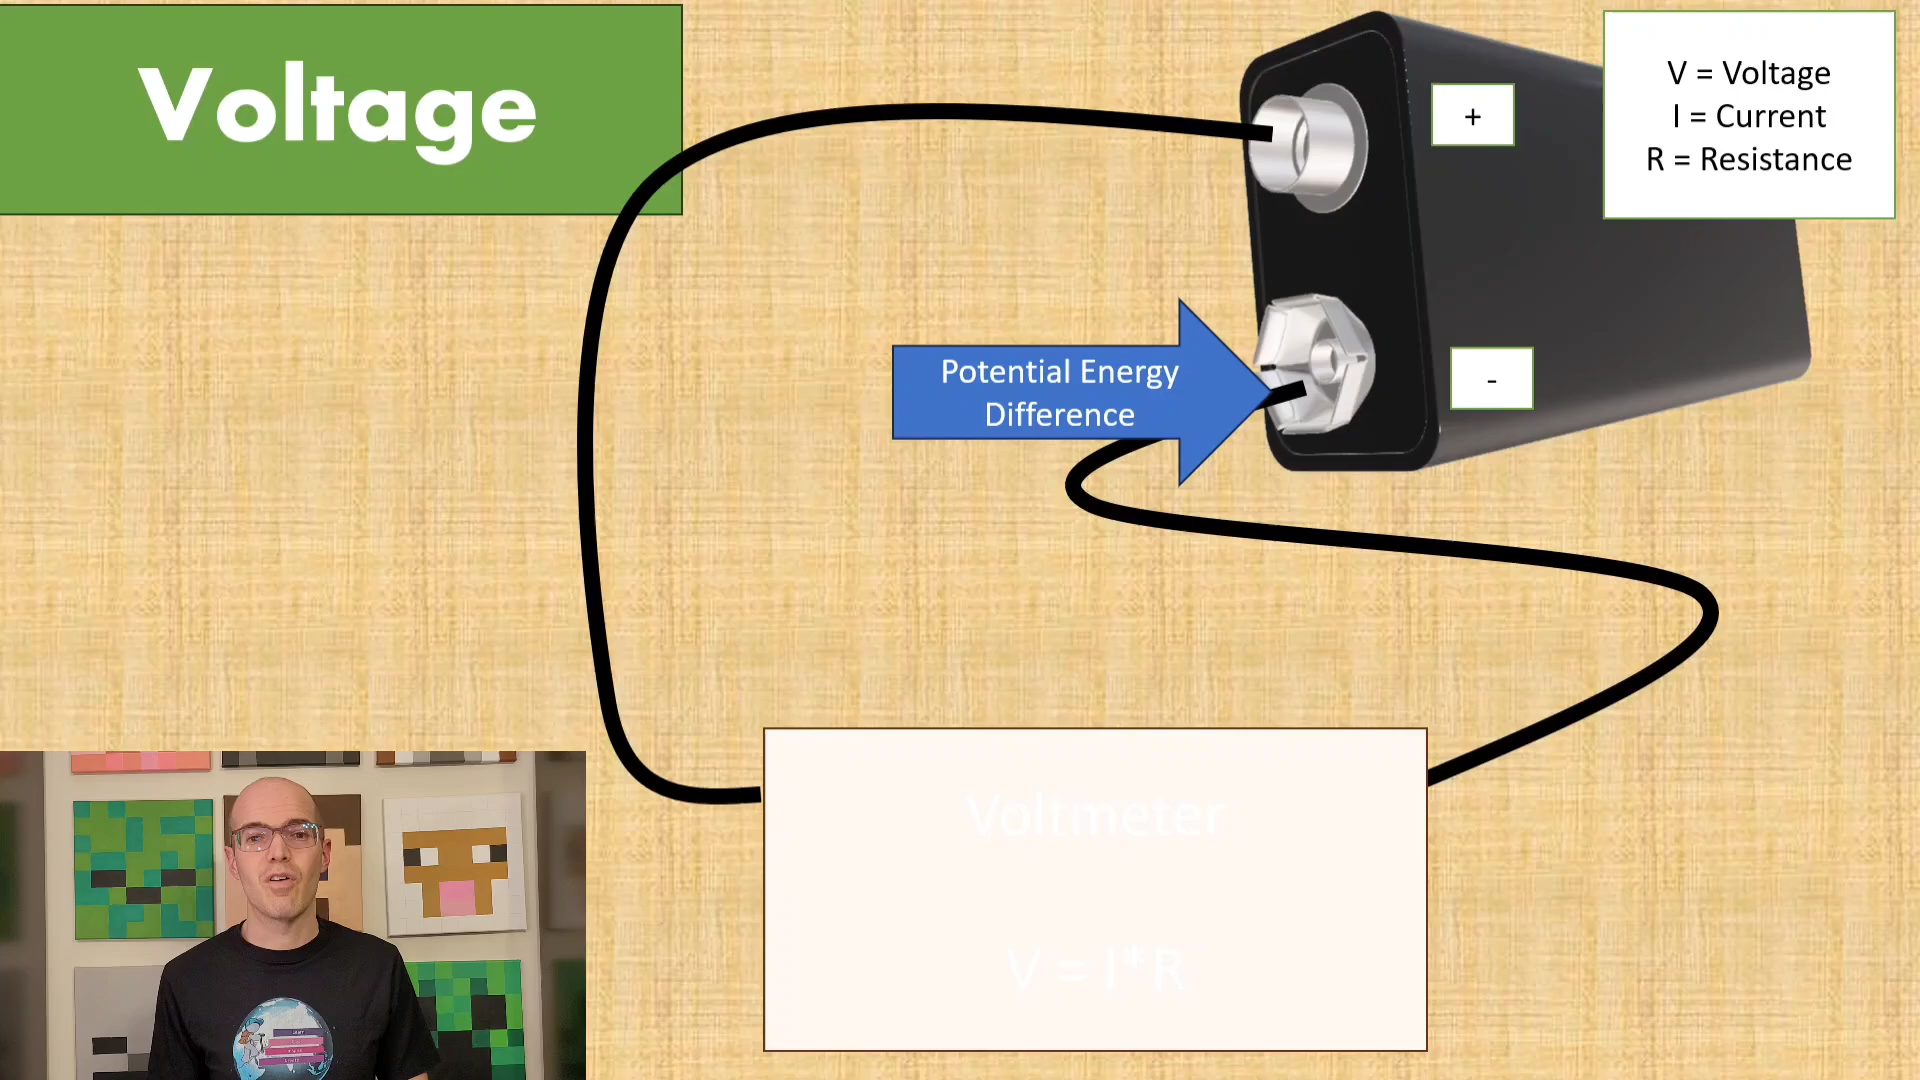 Voltage
V = Voltage
I = Current
R = Resistance
+
Potential Energy
Difference
-
Voltmeter
V = I*R